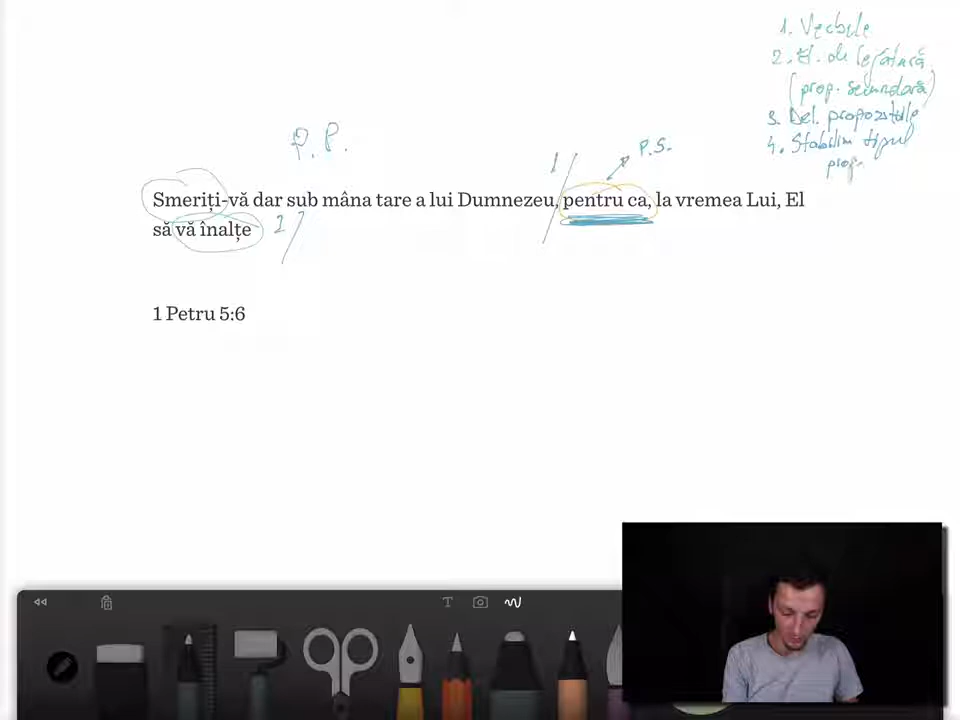 1. Verbele
2. El. de legătură
(prop. secundară)
3. Del. propozițiile
4. Stabilim tipul
prop.
P. P.
1/
P.S.
Smeriți-vă dar sub mâna tare a lui Dumnezeu, pentru ca, la vremea Lui, El
să vă înalțe
2/
1 Petru 5:6
T